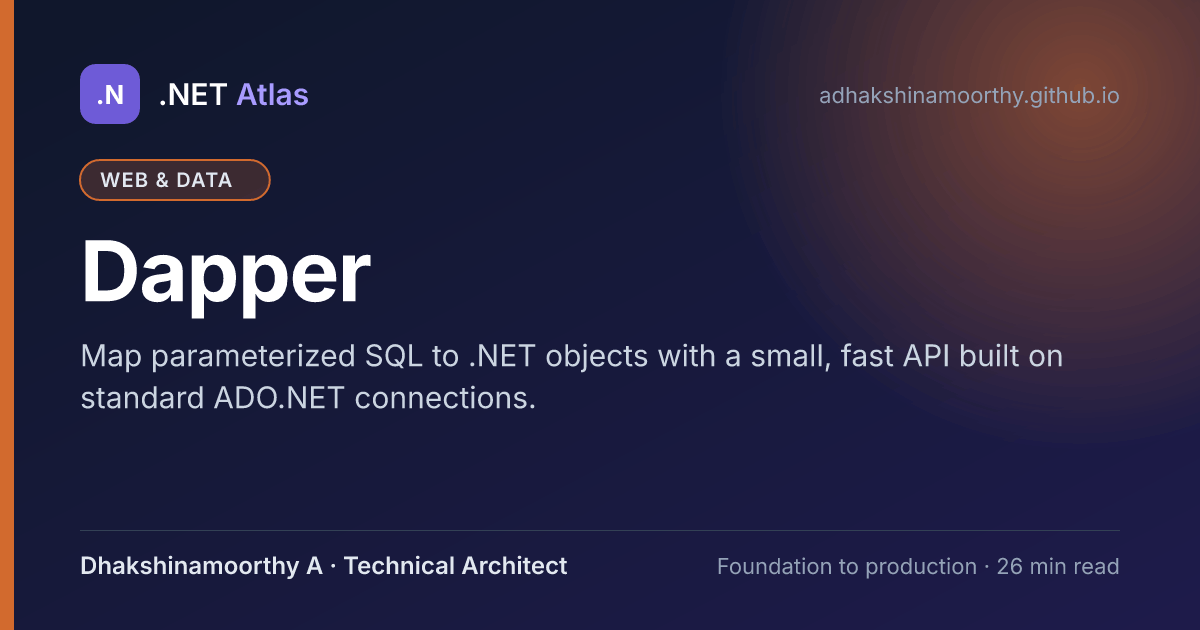 .N .NET Atlas
adhakshinamoorthy.github.io
WEB & DATA
Dapper
Map parameterized SQL to .NET objects with a small, fast API built on
standard ADO.NET connections.
Dhakshinamoorthy A · Technical Architect
Foundation to production · 26 min read